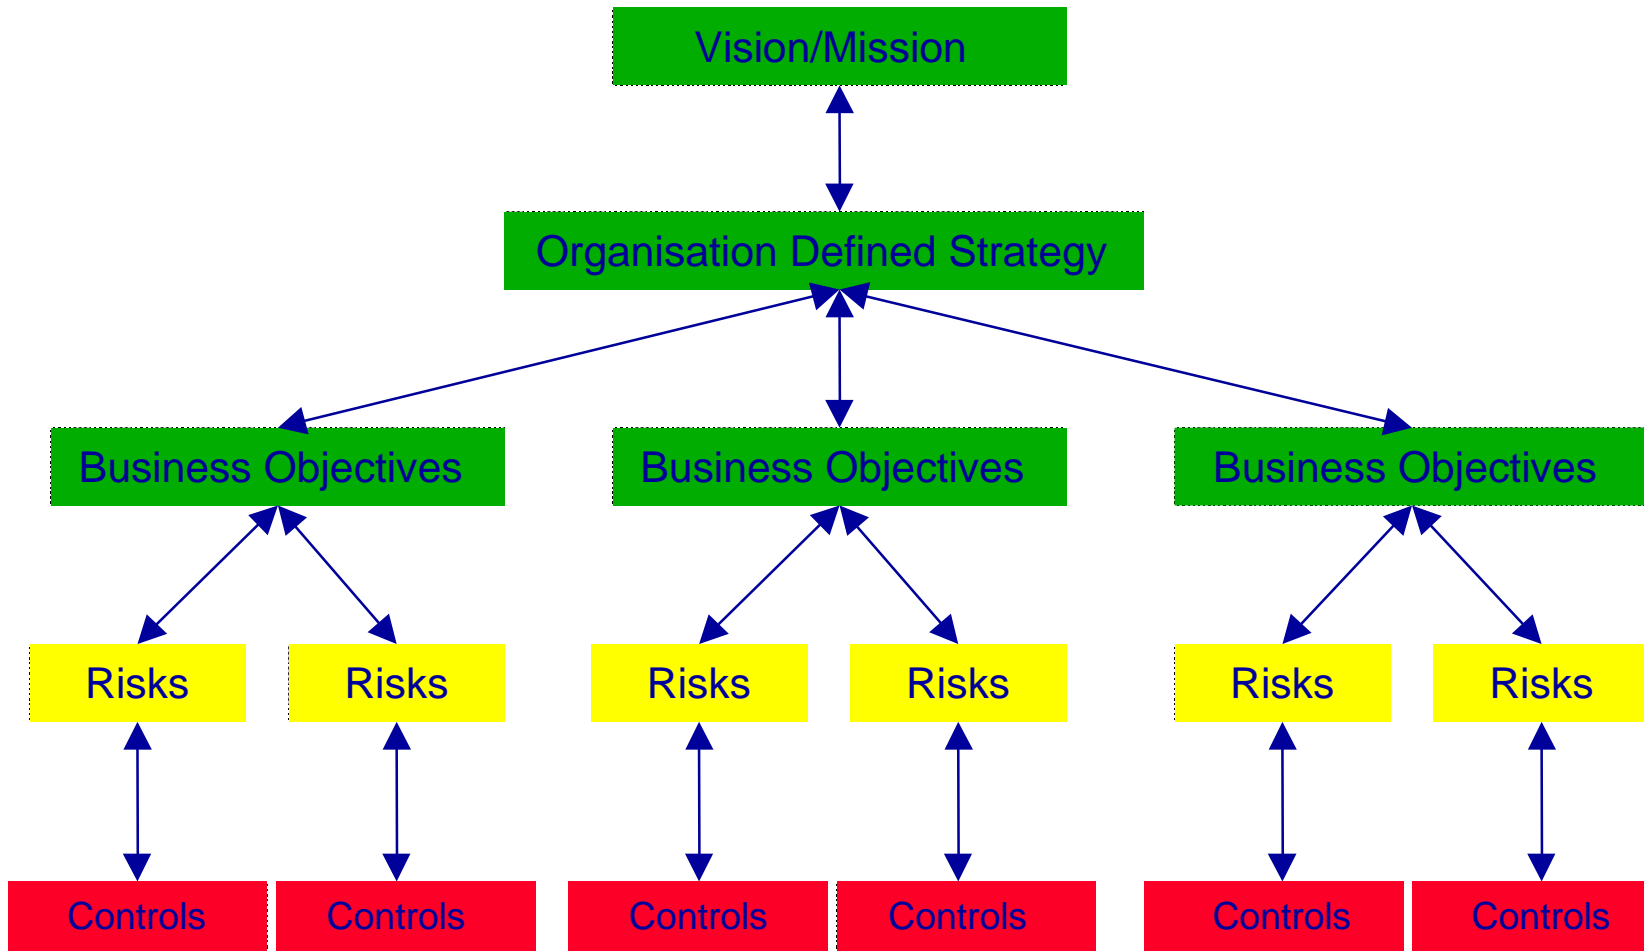 Vision/Mission
Organisation Defined Strategy
Business Objectives
Business Objectives
Business Objectives
Risks
Risks
Risks
Risks
Risks
Risks
Controls
Controls
Controls
Controls
Controls
Controls